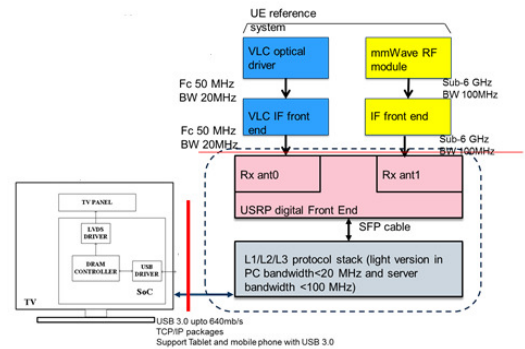 UE reference
system
VLC optical
driver
mmWave RF
module
Fc 50 MHz
BW 20MHz
Sub-6 GHz
BW 100MHz
VLC IF front
end
IF front end
Fc 50 MHz
BW 20MHz
Sub-6 GHz
BW 100MHz
Rx ant0
Rx ant1
USRP digital Front End
SFP cable
L1/L2/L3 protocol stack (light version in
PC bandwidth<20 MHz and server
bandwidth <100 MHz)
TV PANEL
LVDS
DRIVER
DRAM
CONTROLLER
USB
DRIVER
SoC
TV
USB 3.0 upto 640mb/s
TCP/IP packages
Support Tablet and mobile phone with USB 3.0